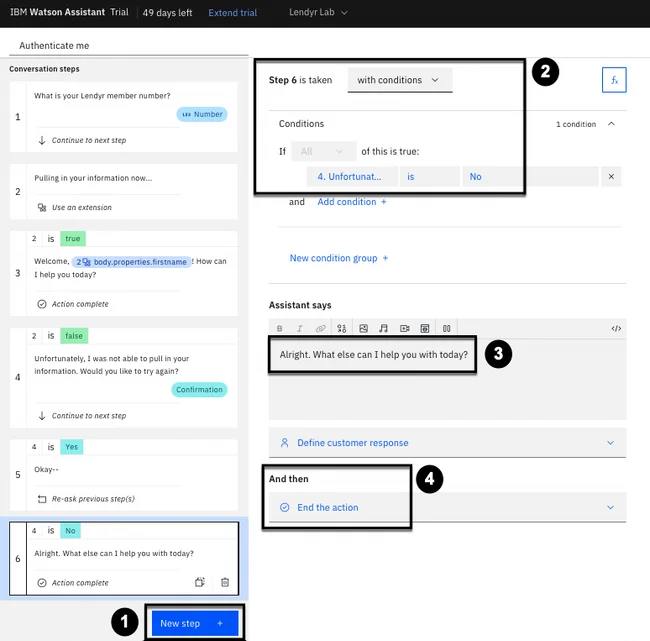 IBM Watson Assistant Trial 49 days left Extend trial Lendyr Lab
Authenticate me
Conversation steps
1
What is your Lendyr member number?
Number
Continue to next step
2
Pulling in your information now...
Use an extension
3
2 is true
Welcome, 2 body.properties.firstname! How can
I help you today?
Action complete
4
2 is false
Unfortunately, I was not able to pull in your
information. Would you like to try again?
Confirmation
Continue to next step
5
4 is Yes
Okay--
Re-ask previous step(s)
6
4 is No
Alright. What else can I help you with today?
Action complete
1
New step +
Step 6 is taken with conditions
2
fx
Conditions
1 condition
If All of this is true:
4. Unfortunat... is No ×
and Add condition +
New condition group +
Assistant says
B I </>
Alright. What else can I help you with today?
3
Define customer response
And then
4
End the action